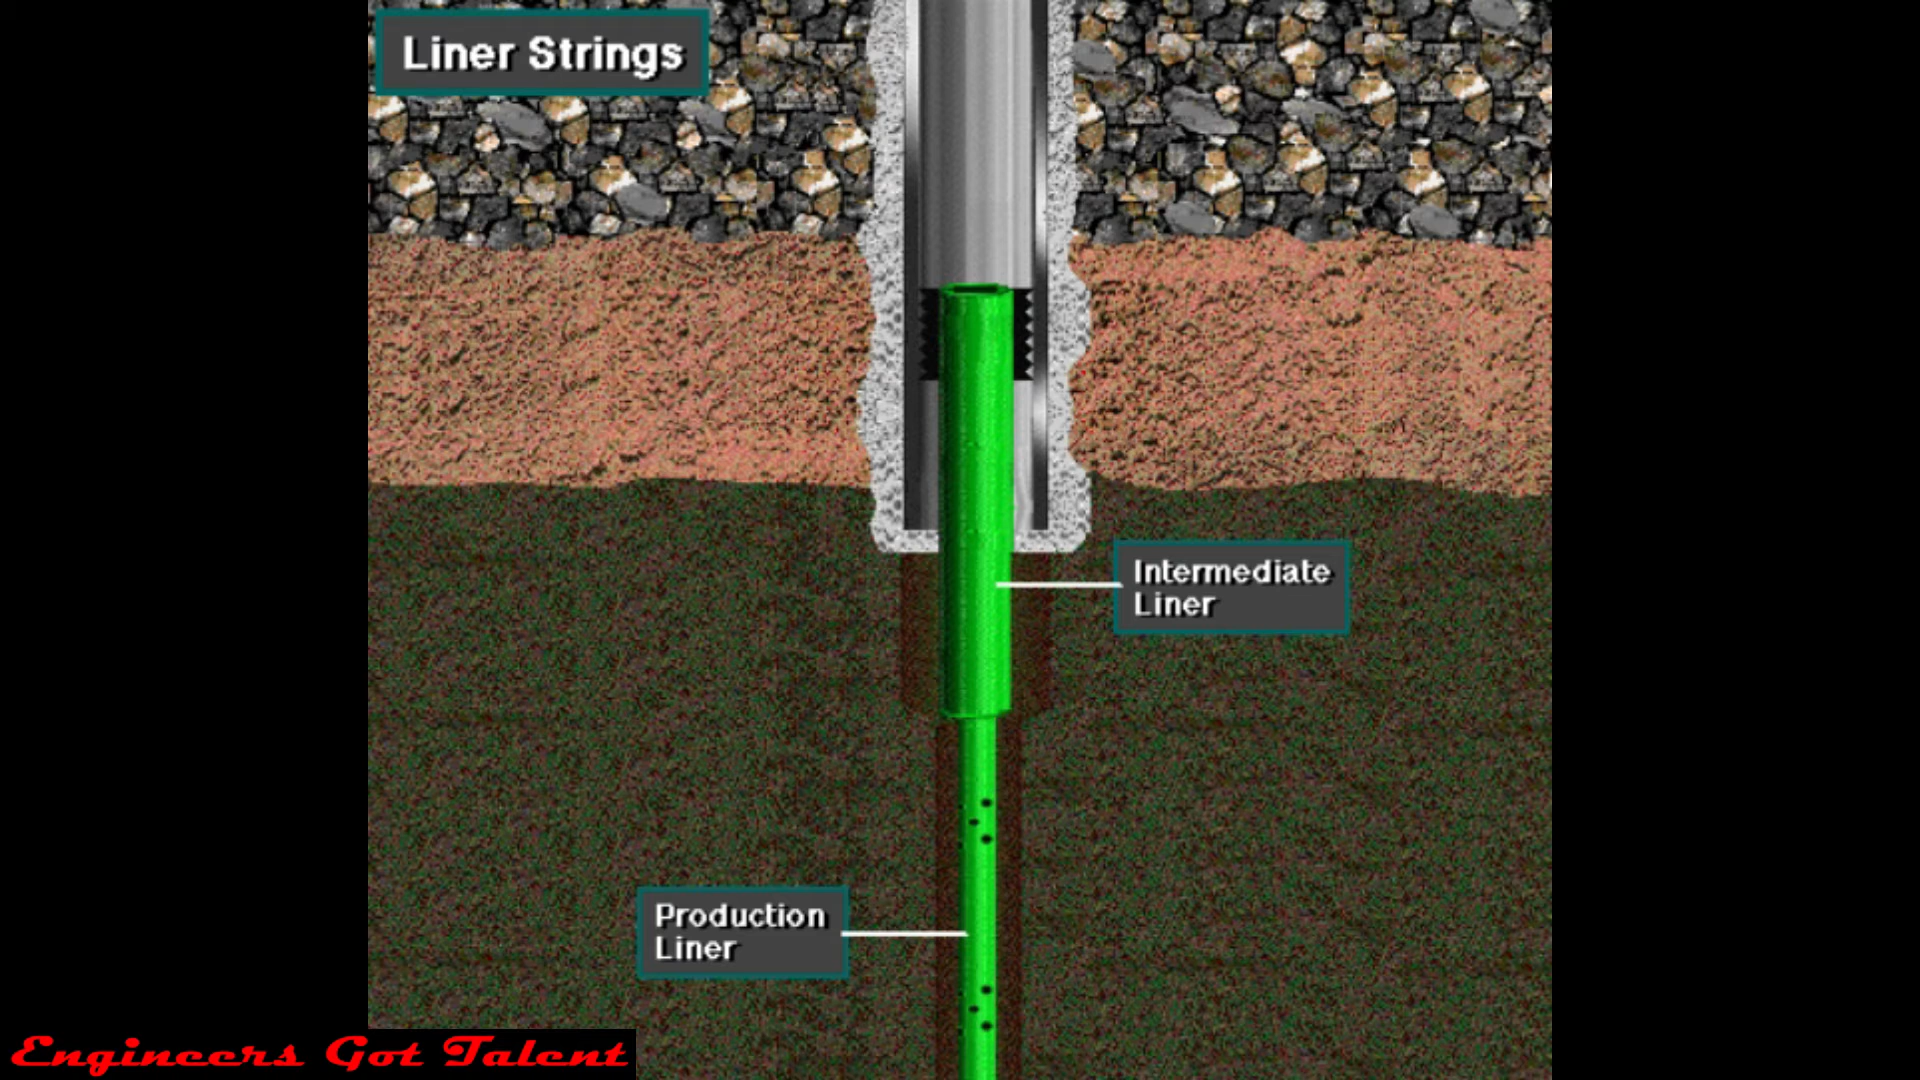 Liner Strings
Intermediate
Liner
Production
Liner
Engineers Got Talent